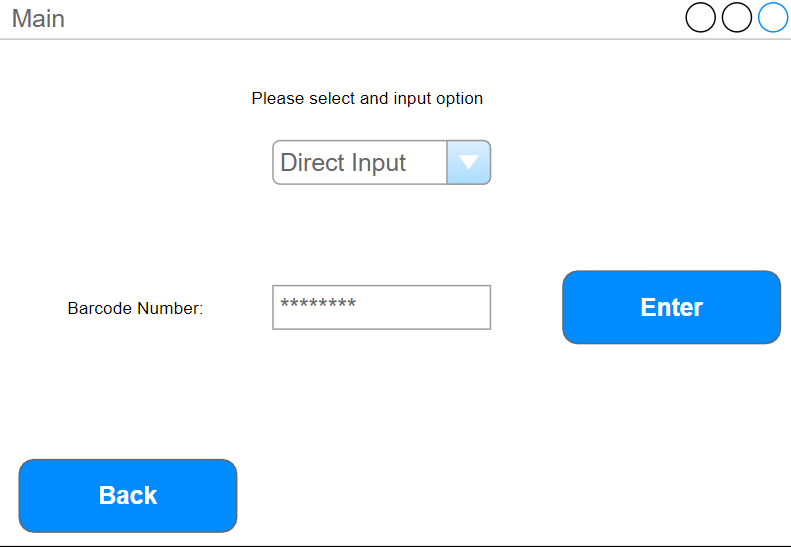 Main
Please select and input option
Direct Input
Barcode Number:
********
Enter
Back